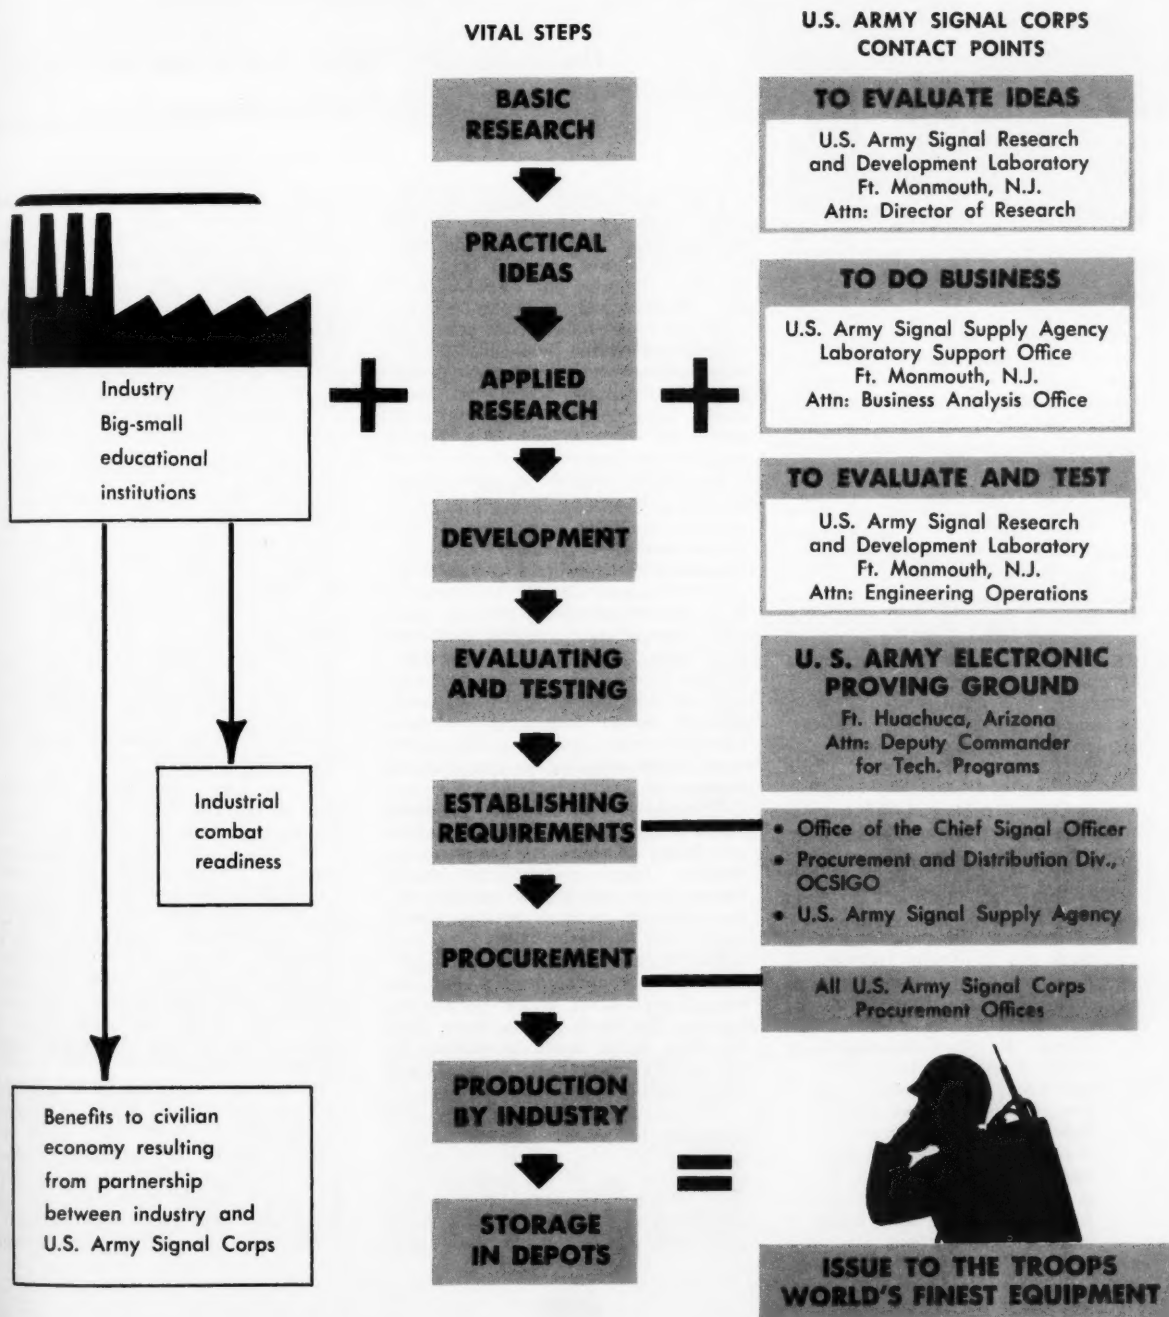 VITAL STEPS
U.S. ARMY SIGNAL CORPS
CONTACT POINTS
Industry
Big-small
educational
institutions
Industrial
combat
readiness
Benefits to civilian
economy resulting
from partnership
between industry and
U.S. Army Signal Corps
BASIC
RESEARCH
PRACTICAL
IDEAS
APPLIED
RESEARCH
DEVELOPMENT
EVALUATING
AND TESTING
ESTABLISHING
REQUIREMENTS
PROCUREMENT
PRODUCTION
BY INDUSTRY
STORAGE
IN DEPOTS
TO EVALUATE IDEAS
U.S. Army Signal Research
and Development Laboratory
Ft. Monmouth, N.J.
Attn: Director of Research
TO DO BUSINESS
U.S. Army Signal Supply Agency
Laboratory Support Office
Ft. Monmouth, N.J.
Attn: Business Analysis Office
TO EVALUATE AND TEST
U.S. Army Signal Research
and Development Laboratory
Ft. Monmouth, N.J.
Attn: Engineering Operations
U. S. ARMY ELECTRONIC
PROVING GROUND
Ft. Huachuca, Arizona
Attn: Deputy Commander
for Tech. Programs
• Office of the Chief Signal Officer
• Procurement and Distribution Div.,
OCSIGO
• U.S. Army Signal Supply Agency
All U.S. Army Signal Corps
Procurement Offices
ISSUE TO THE TROOPS
WORLD'S FINEST EQUIPMENT